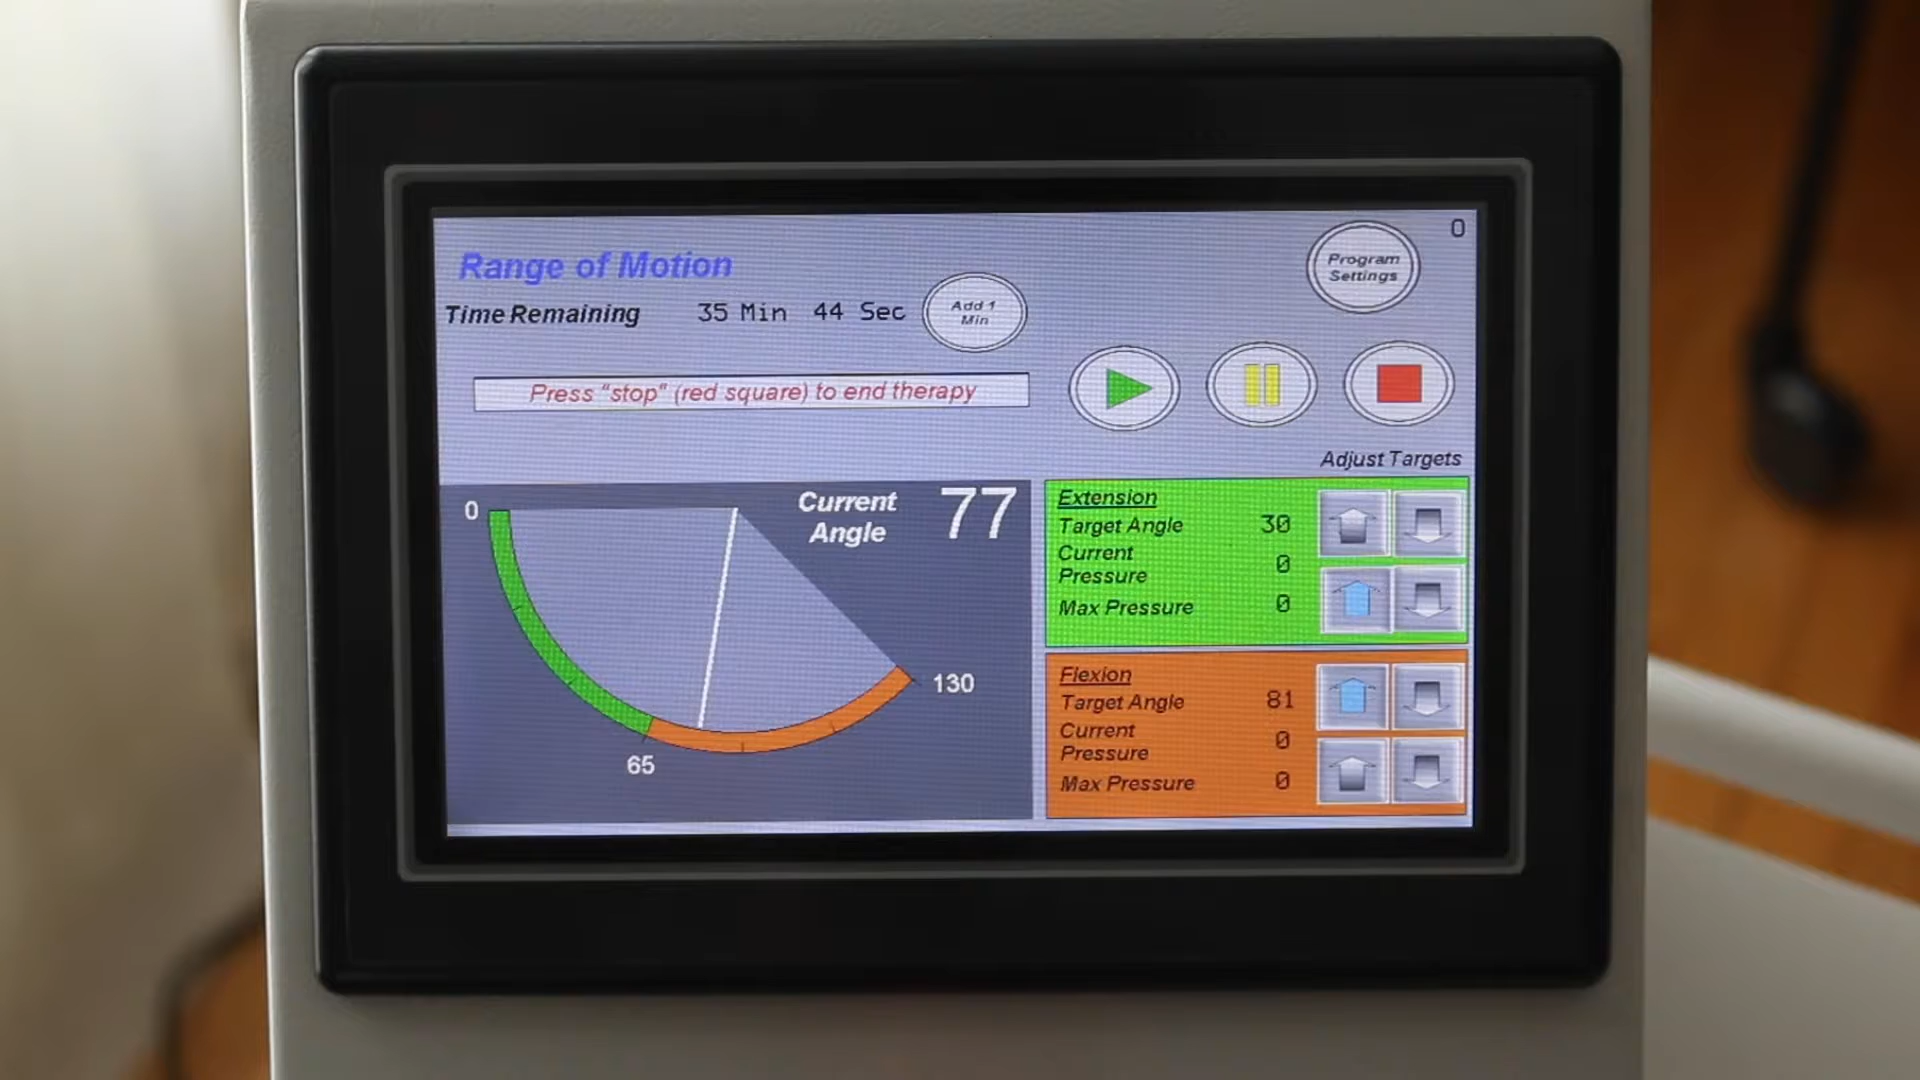 0
Program
Settings
Range of Motion
Time Remaining 35 Min 44 Sec
Add 1
Min
Press "stop" (red square) to end therapy
Adjust Targets
0
Current
Angle
77
130
65
Extension
Target Angle 30
Current
Pressure 0
Max Pressure 0
Flexion
Target Angle 81
Current
Pressure 0
Max Pressure 0